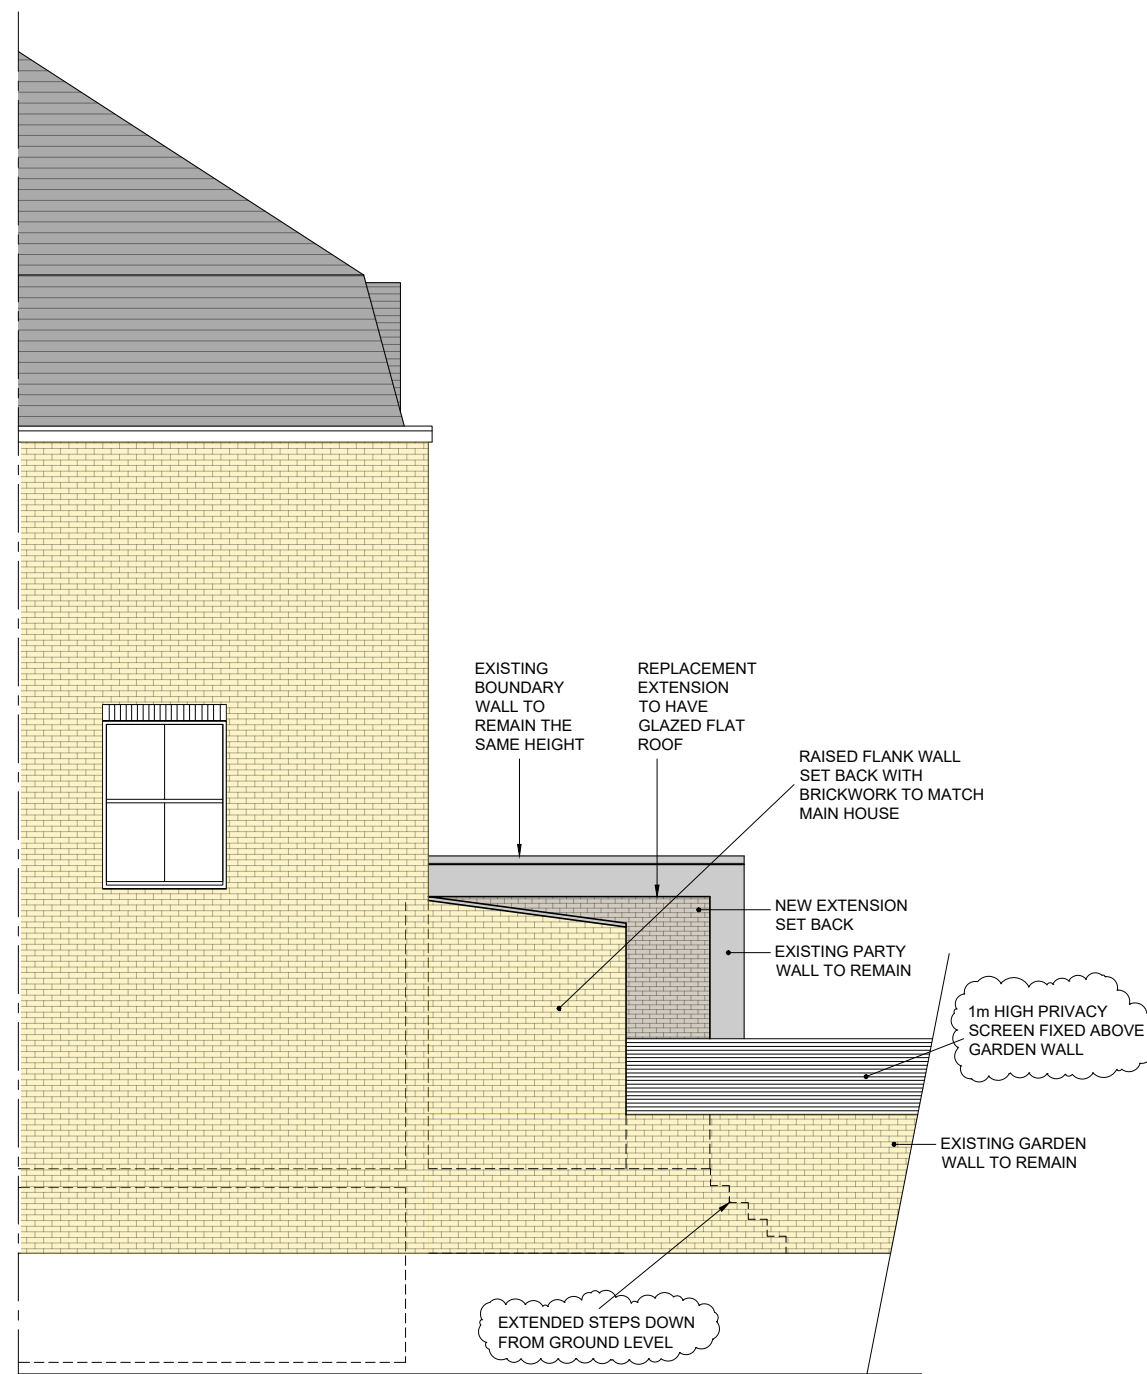 EXISTING
BOUNDARY
WALL TO
REMAIN THE
SAME HEIGHT
REPLACEMENT
EXTENSION
TO HAVE
GLAZED FLAT
ROOF
RAISED FLANK WALL
SET BACK WITH
BRICKWORK TO MATCH
MAIN HOUSE
NEW EXTENSION
SET BACK
EXISTING PARTY
WALL TO REMAIN
1m HIGH PRIVACY
SCREEN FIXED ABOVE
GARDEN WALL
EXISTING GARDEN
WALL TO REMAIN
EXTENDED STEPS DOWN
FROM GROUND LEVEL